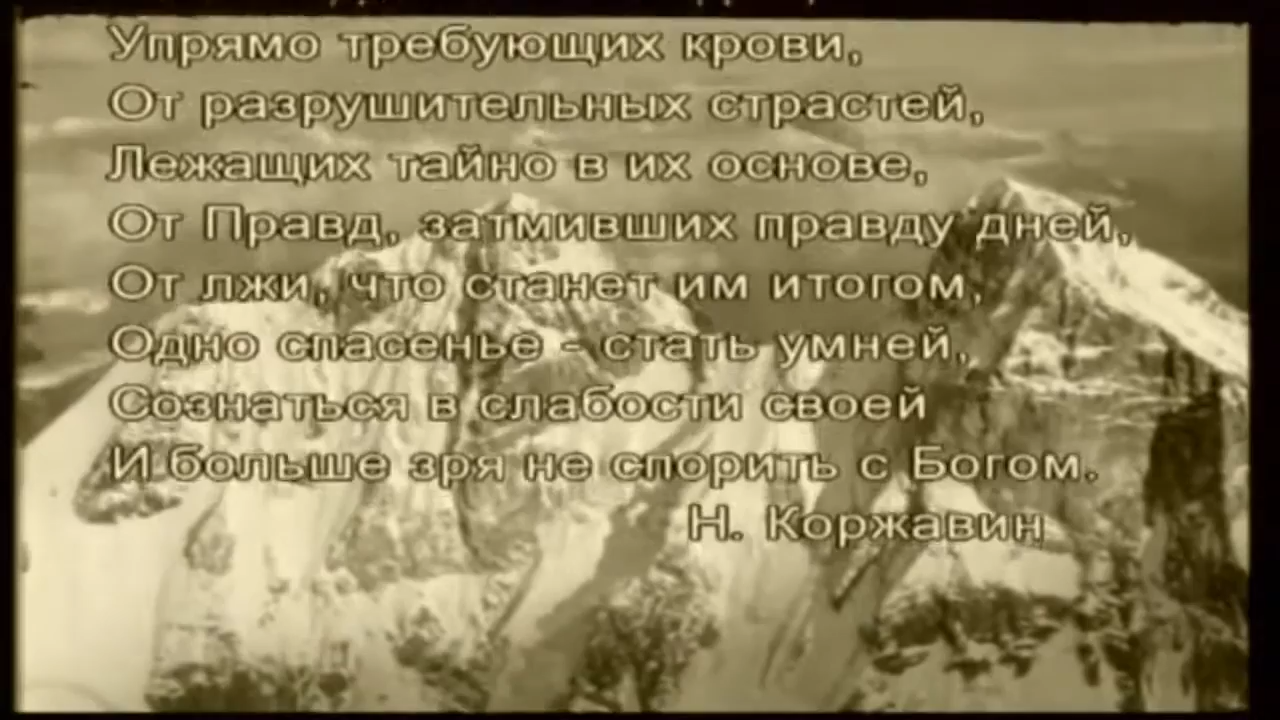 Упрямо требующих крови,
От разрушительных страстей,
Лежащих тайно в их основе,
От Правд, затмивших правду дней,
От лжи, что станет им итогом,
Одно спасенье - стать умней,
Сознаться в слабости своей
И больше зря не спорить с Богом.
Н. Коржавин